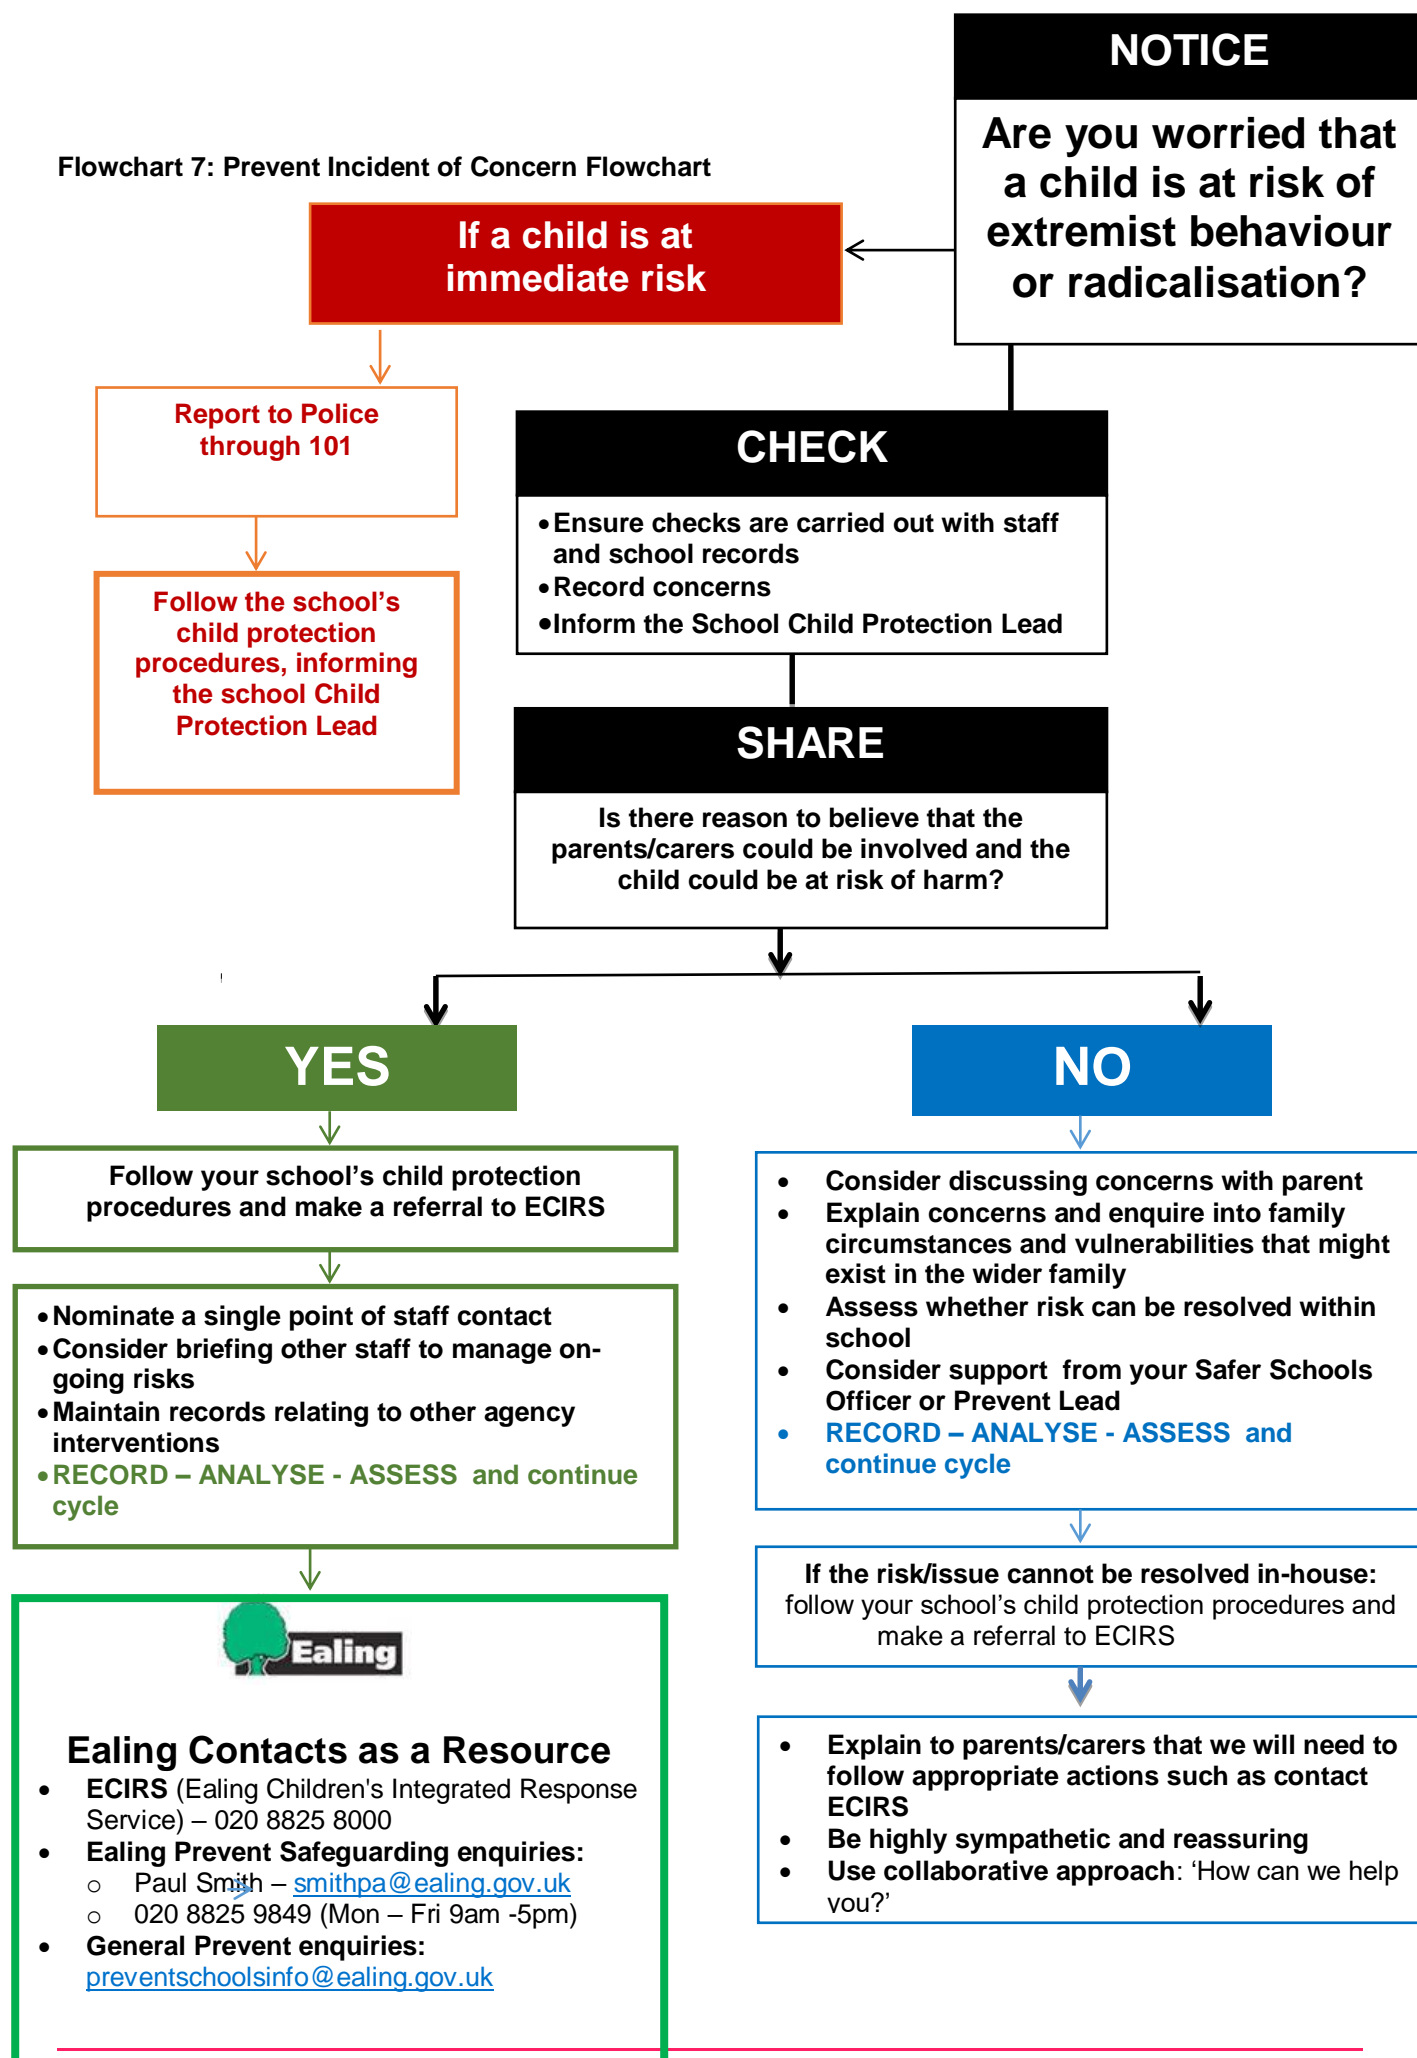 NOTICE
Are you worried that
a child is at risk of
extremist behaviour
or radicalisation?
Flowchart 7: Prevent Incident of Concern Flowchart
If a child is at
immediate risk
Report to Police
through 101
Follow the school’s
child protection
procedures, informing
the school Child
Protection Lead
CHECK
•Ensure checks are carried out with staff
and school records
•Record concerns
•Inform the School Child Protection Lead
SHARE
Is there reason to believe that the
parents/carers could be involved and the
child could be at risk of harm?
YES
Follow your school’s child protection
procedures and make a referral to ECIRS
•Nominate a single point of staff contact
•Consider briefing other staff to manage on-
going risks
•Maintain records relating to other agency
interventions
•RECORD – ANALYSE - ASSESS and continue
cycle
Ealing
Ealing Contacts as a Resource
• ECIRS (Ealing Children's Integrated Response
Service) – 020 8825 8000
• Ealing Prevent Safeguarding enquiries:
o Paul Smith – smithpa@ealing.gov.uk
o 020 8825 9849 (Mon – Fri 9am -5pm)
• General Prevent enquiries:
preventschoolsinfo@ealing.gov.uk
NO
• Consider discussing concerns with parent
• Explain concerns and enquire into family
circumstances and vulnerabilities that might
exist in the wider family
• Assess whether risk can be resolved within
school
• Consider support from your Safer Schools
Officer or Prevent Lead
• RECORD – ANALYSE - ASSESS and
continue cycle
If the risk/issue cannot be resolved in-house:
follow your school’s child protection procedures and
make a referral to ECIRS
• Explain to parents/carers that we will need to
follow appropriate actions such as contact
ECIRS
• Be highly sympathetic and reassuring
• Use collaborative approach: ‘How can we help
you?’